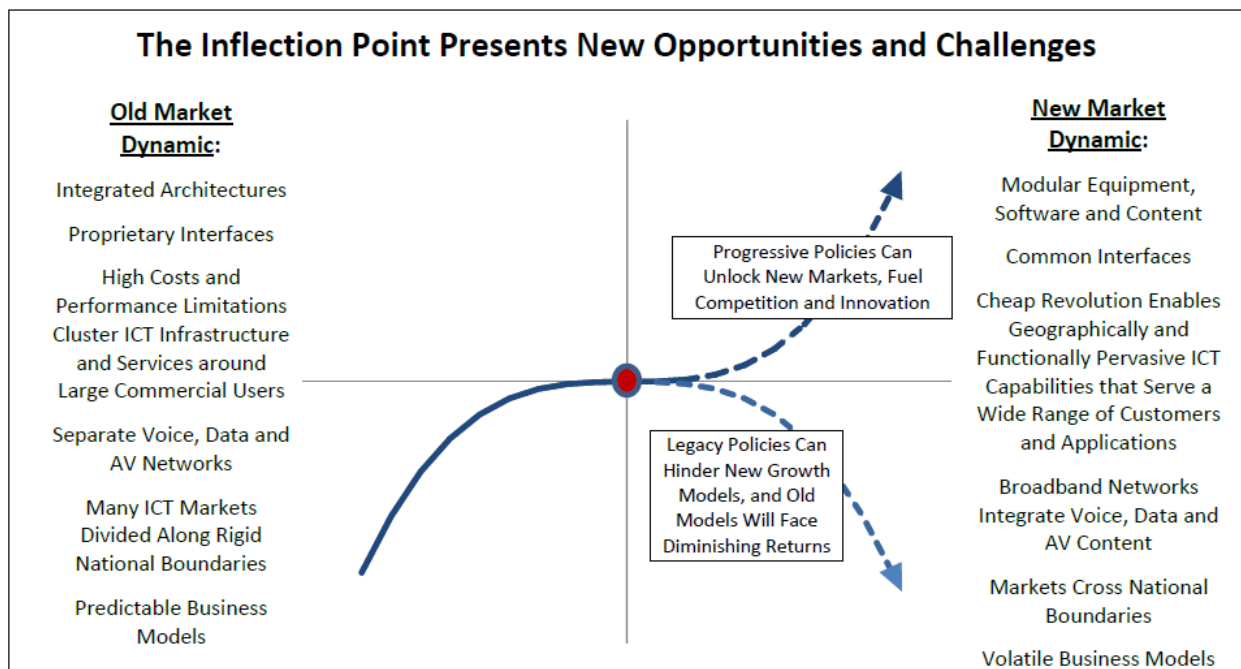 The Inflection Point Presents New Opportunities and Challenges
Old Market
Dynamic:
Integrated Architectures
Proprietary Interfaces
High Costs and
Performance Limitations
Cluster ICT Infrastructure
and Services around
Large Commercial Users
Separate Voice, Data and
AV Networks
Many ICT Markets
Divided Along Rigid
National Boundaries
Predictable Business
Models
Progressive Policies Can
Unlock New Markets, Fuel
Competition and Innovation
Legacy Policies Can
Hinder New Growth
Models, and Old
Models Will Face
Diminishing Returns
New Market
Dynamic:
Modular Equipment,
Software and Content
Common Interfaces
Cheap Revolution Enables
Geographically and
Functionally Pervasive ICT
Capabilities that Serve a
Wide Range of Customers
and Applications
Broadband Networks
Integrate Voice, Data and
AV Content
Markets Cross National
Boundaries
Volatile Business Models